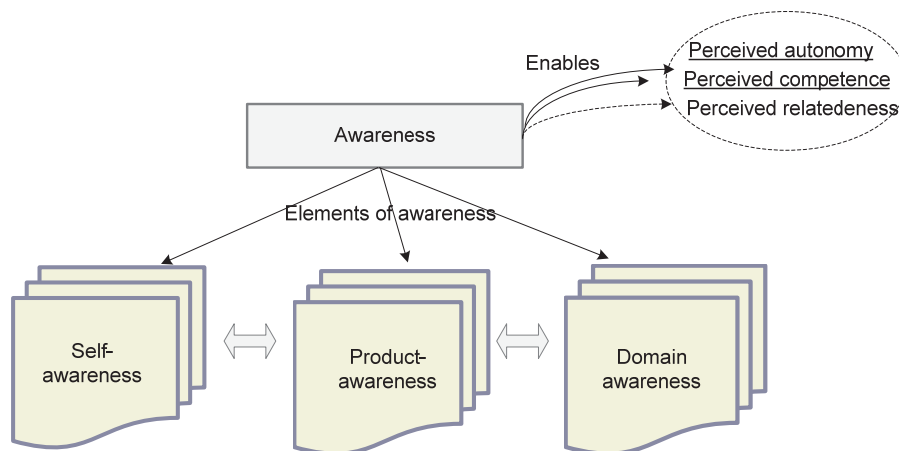 Perceived autonomy
Enables
Perceived competence
Perceived relatedeness
Awareness
Elements of awareness
Self-
awareness
Product-
awareness
Domain
awareness